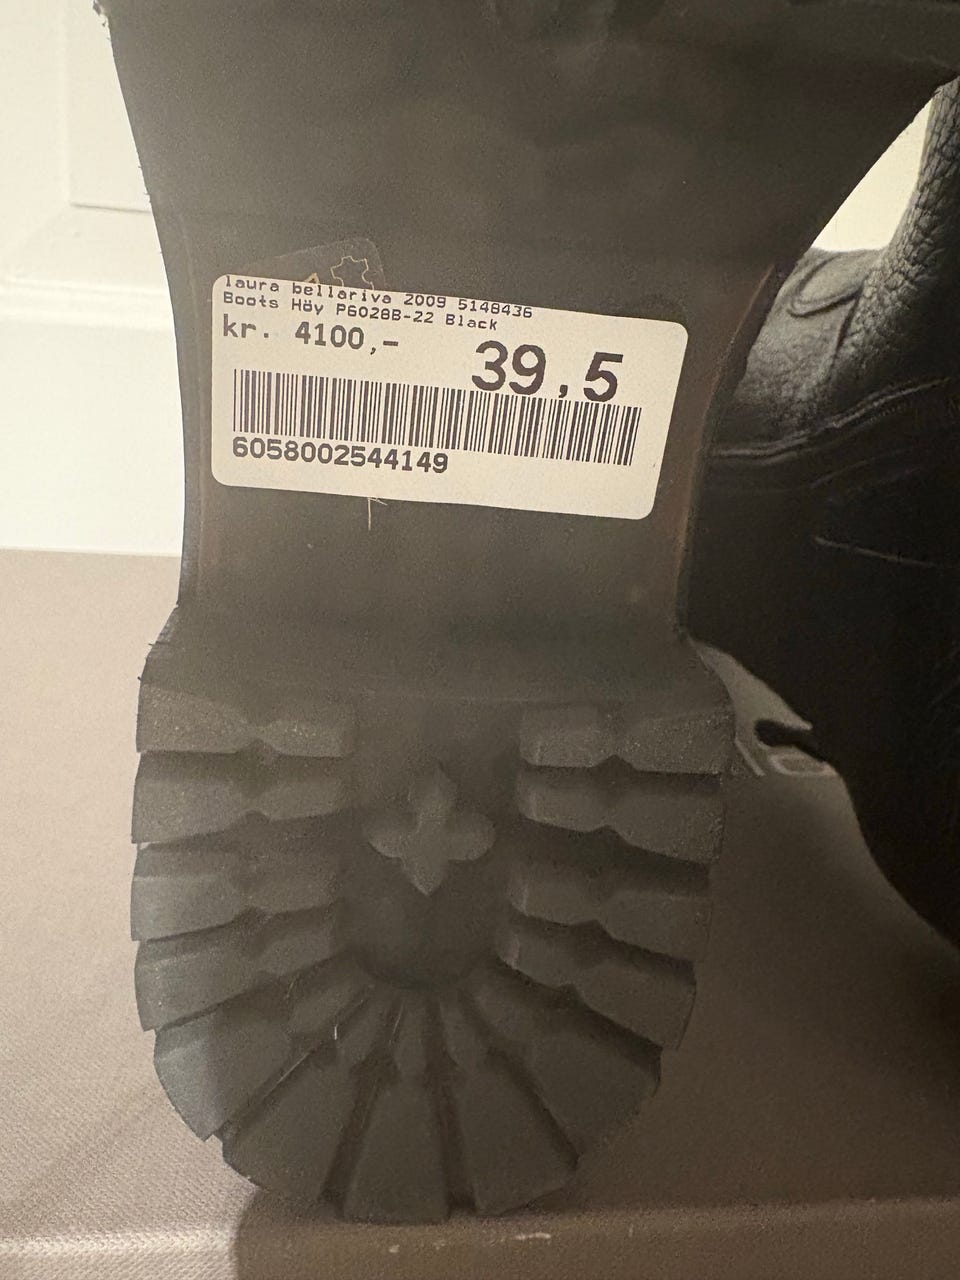 laura bellariva 2009 5148436
Boots Höy P6028B-22 Black
kr. 4100,-
39,5
6058002544149